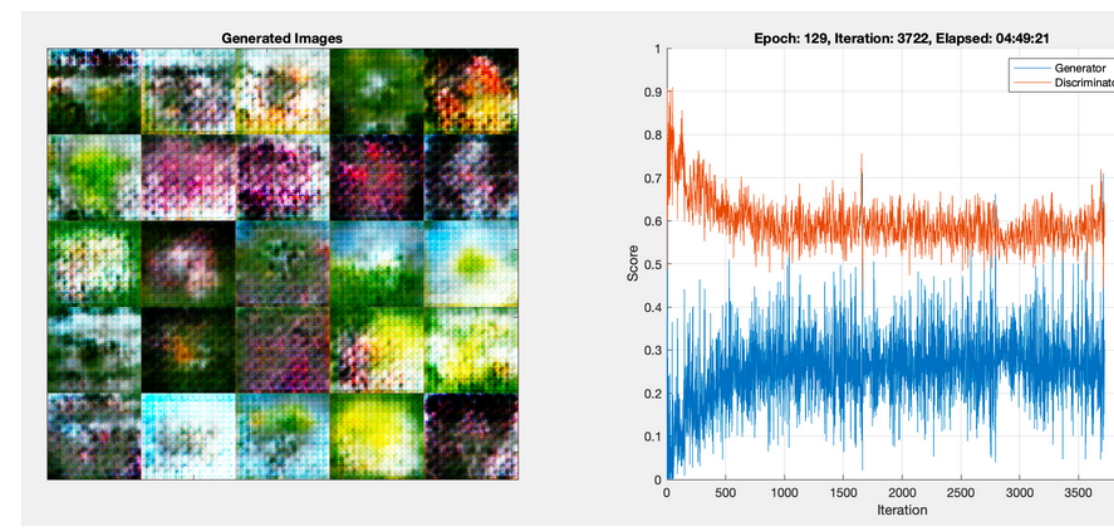 Generated Images
Epoch: 129, Iteration: 3722, Elapsed: 04:49:21
Generator
Discriminato
Score
1
0.9
0.8
0.7
0.6
0.5
0.4
0.3
0.2
0.1
0
0 500 1000 1500 2000 2500 3000 3500
Iteration